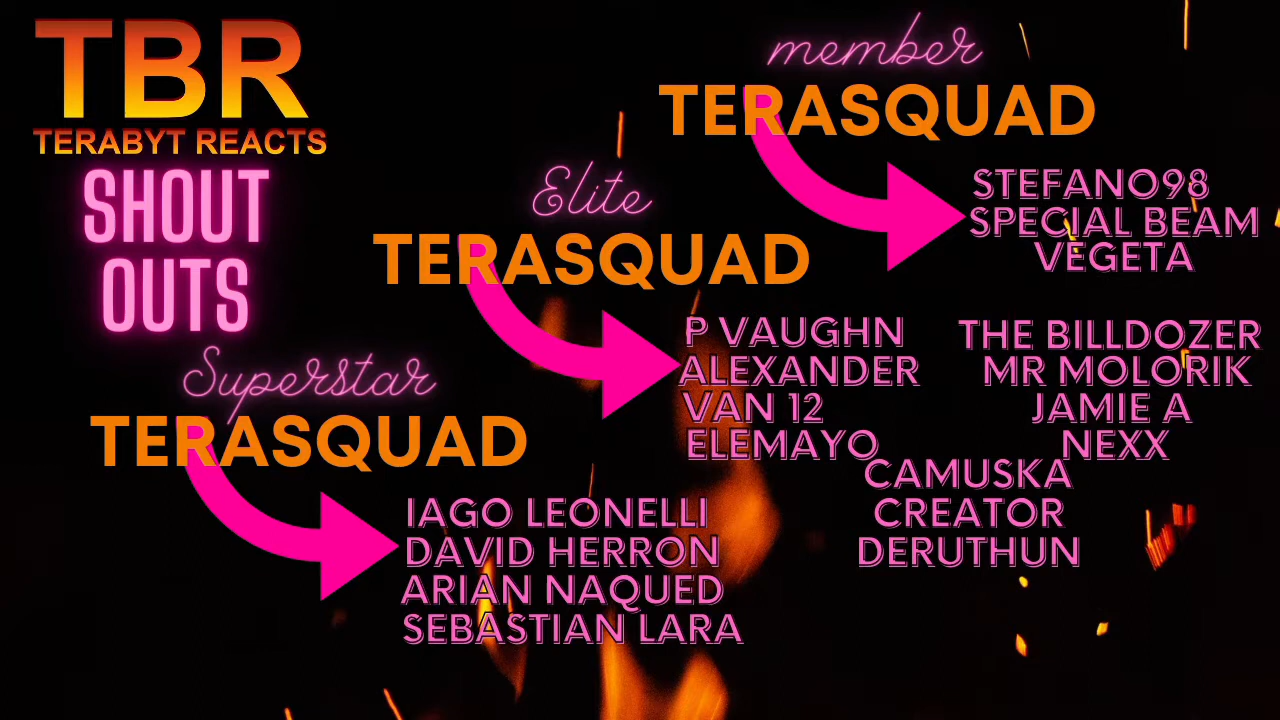 TBR
TERABYT REACTS
SHOUT
OUTS
member
TERASQUAD
STEFANO98
SPECIAL BEAM
VEGETA
Elite
TERASQUAD
P VAUGHN
ALEXANDER
VAN 12
ELEMAYO
THE BILLDOZER
MR MOLORIK
JAMIE A
NEXX
CAMUSKA
CREATOR
DERUTHUN
Superstar
TERASQUAD
IAGO LEONELLI
DAVID HERRON
ARIAN NAQUED
SEBASTIAN LARA